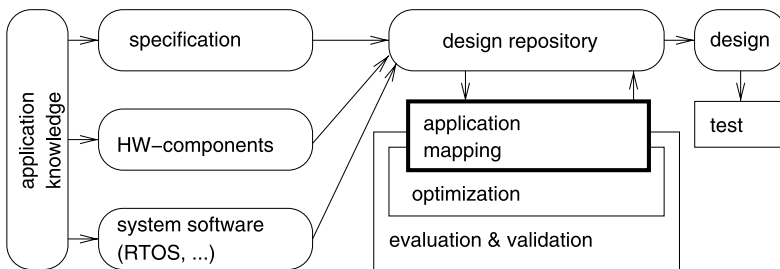 application
knowledge
specification
HW−components
system software
(RTOS, ...)
design repository
application
mapping
optimization
evaluation & validation
design
test